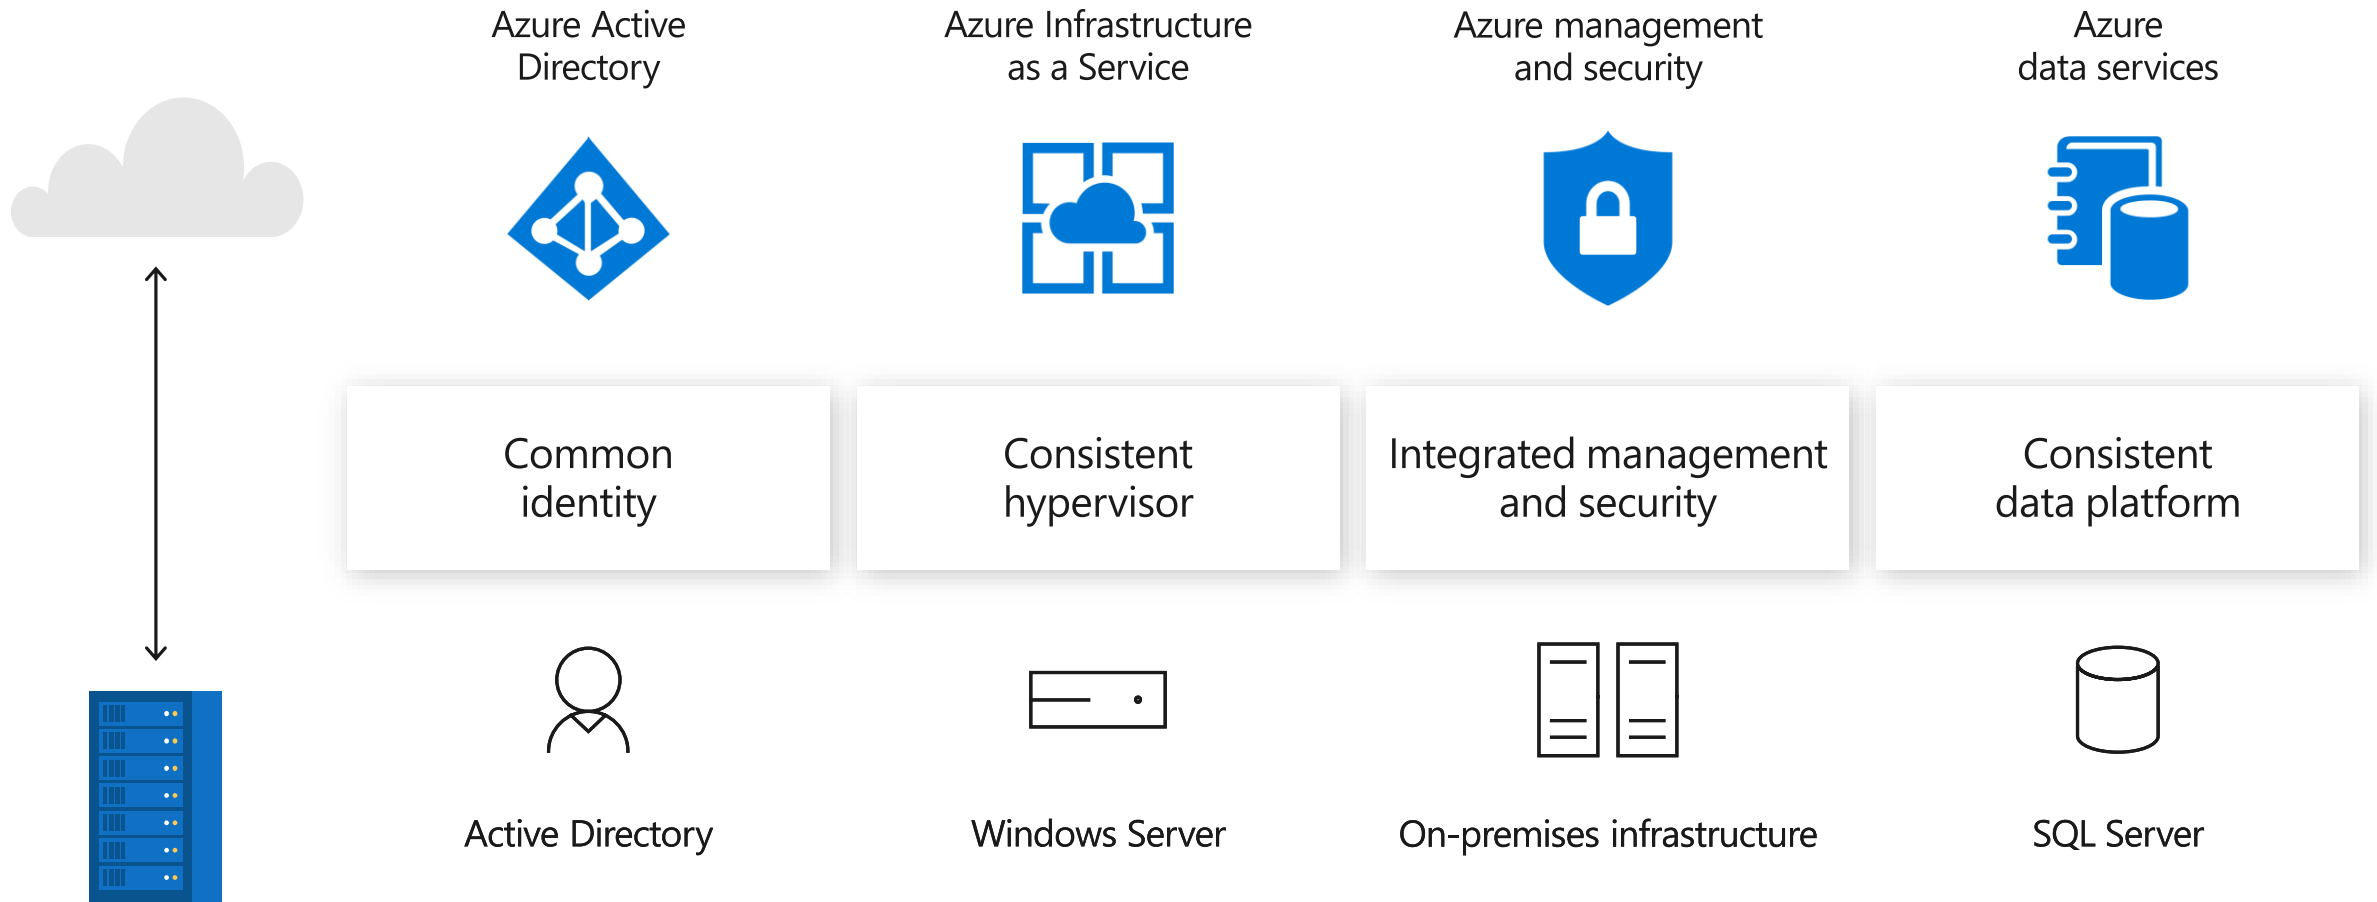 Azure Active
Directory
Azure Infrastructure
as a Service
Azure management
and security
Azure
data services
Common
identity
Consistent
hypervisor
Integrated management
and security
Consistent
data platform
Active Directory
Windows Server
On-premises infrastructure
SQL Server